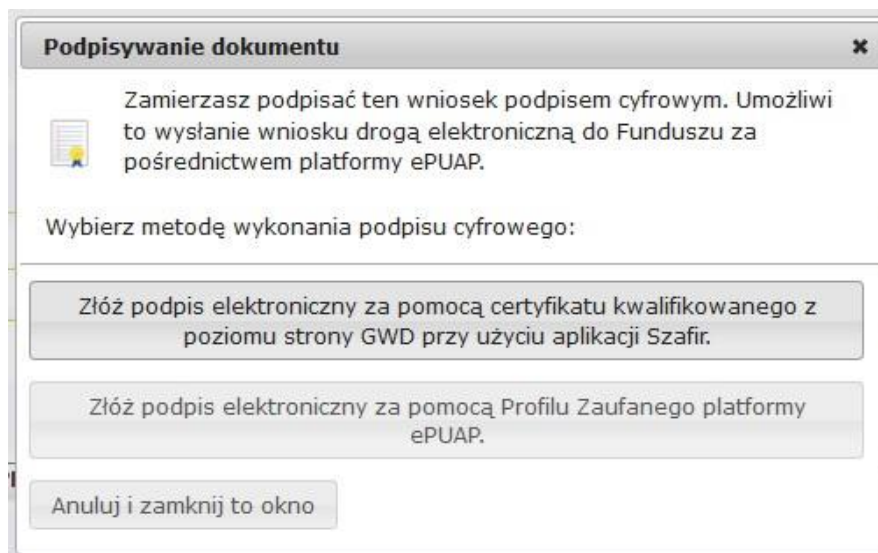 Podpisywanie dokumentu
Zamierzasz podpisać ten wniosek podpisem cyfrowym. Umożliwi
to wysłanie wniosku drogą elektroniczną do Funduszu za
pośrednictwem platformy ePUAP.
Wybierz metodę wykonania podpisu cyfrowego:
Złóż podpis elektroniczny za pomocą certyfikatu kwalifikowanego z
poziomu strony GWD przy użyciu aplikacji Szafir.
Złóż podpis elektroniczny za pomocą Profilu Zaufanego platformy
ePUAP.
Anuluj i zamknij to okno